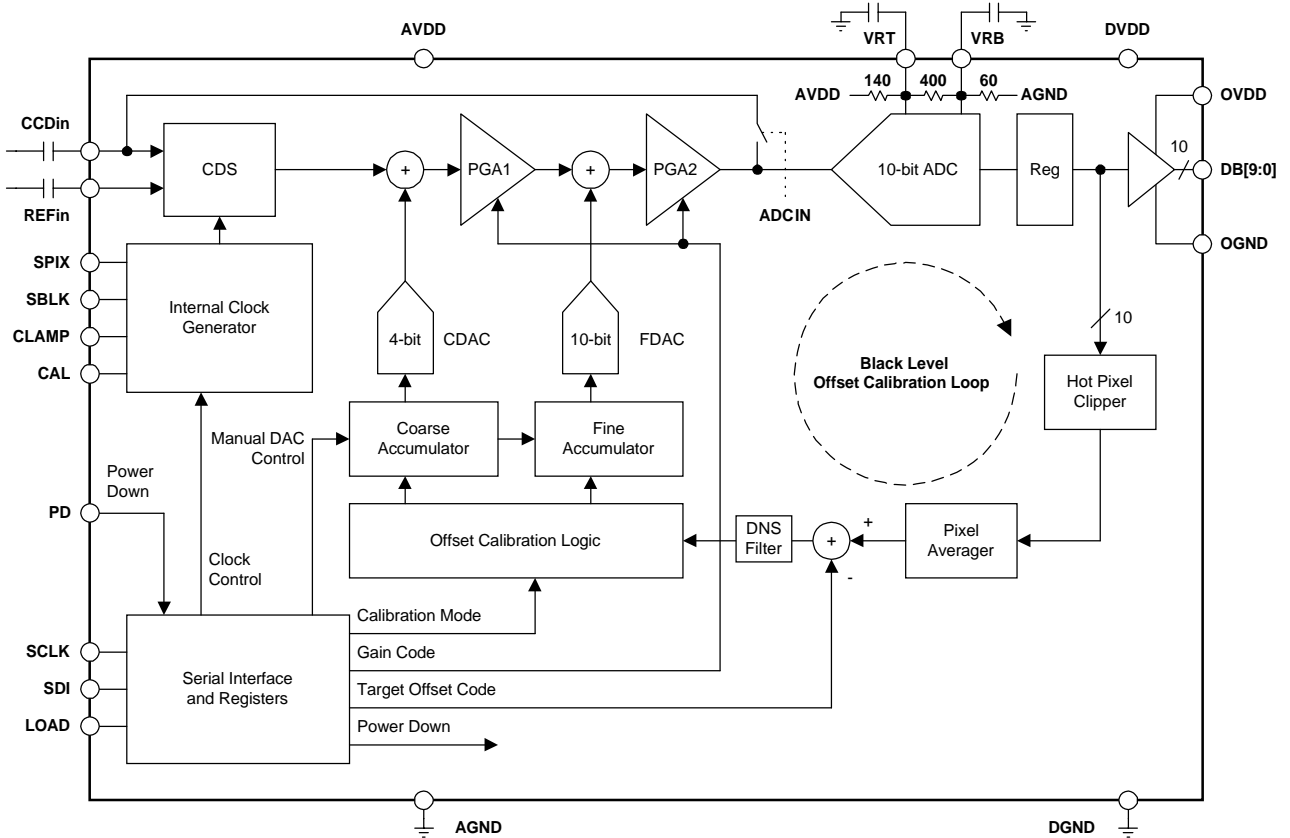 VRT
VRB
AVDD
DVDD
140
400
60
AVDD
AGND
OVDD
CCDin
CDS
+
PGA1
+
PGA2
10-bit ADC
Reg
10
DB[9:0]
REFin
ADCIN
OGND
SPIX
SBLK
CLAMP
CAL
Internal Clock
Generator
4-bit
CDAC
10-bit
FDAC
10
Black Level
Offset Calibration Loop
Hot Pixel
Clipper
Manual DAC
Control
Coarse
Accumulator
Fine
Accumulator
Power
Down
PD
Clock
Control
Offset Calibration Logic
DNS
Filter
+
+
-
Pixel
Averager
Calibration Mode
Gain Code
Target Offset Code
Power Down
SCLK
SDI
LOAD
Serial Interface
and Registers
AGND
DGND